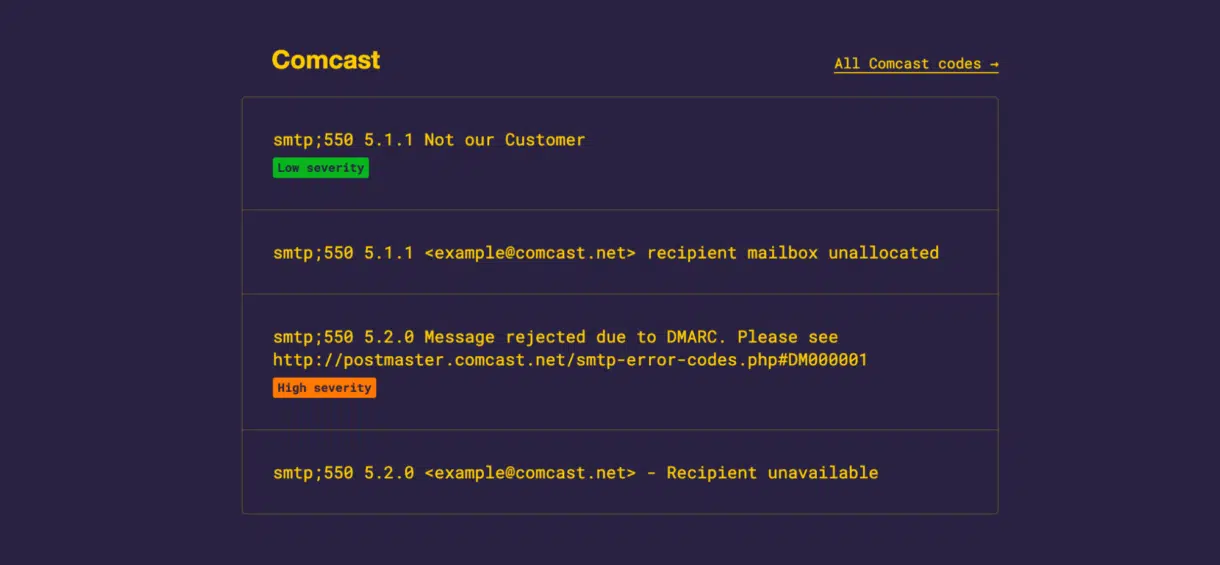 Comcast
All Comcast codes →
smtp;550 5.1.1 Not our Customer
Low severity
smtp;550 5.1.1 <example@comcast.net> recipient mailbox unallocated
smtp;550 5.2.0 Message rejected due to DMARC. Please see
http://postmaster.comcast.net/smtp-error-codes.php#DM000001
High severity
smtp;550 5.2.0 <example@comcast.net> – Recipient unavailable